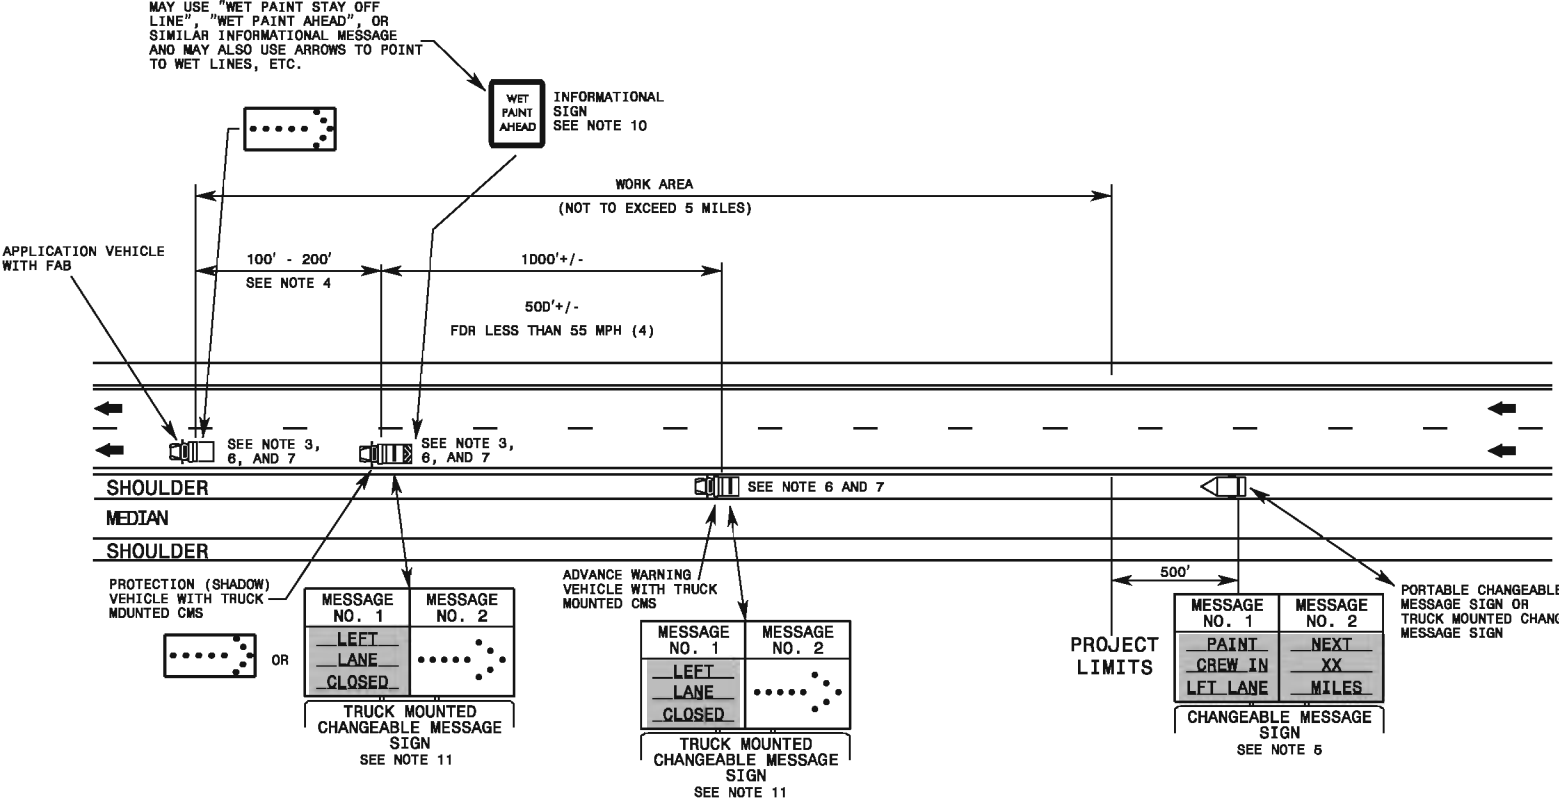 MAY USE "WET PAINT STAY OFF
LINE", "WET PAINT AHEAD", OR
SIMILAR INFORMATIONAL MESSAGE
AND MAY ALSO USE ARROWS TO POINT
TO WET LINES, ETC.
WET
PAINT
AHEAD
INFORMATIONAL
SIGN
SEE NOTE 10
WORK AREA
(NOT TO EXCEED 5 MILES)
APPLICATION VEHICLE
WITH FAB
100' - 200'
SEE NOTE 4
1000'+/-
500'+/-
FOR LESS THAN 55 MPH (4)
SEE NOTE 3,
6, AND 7
SEE NOTE 3,
6, AND 7
SHOULDER
SEE NOTE 6 AND 7
MEDIAN
SHOULDER
PROTECTION (SHADOW)
VEHICLE WITH TRUCK
MOUNTED CMS
OR
MESSAGE
NO. 1
MESSAGE
NO. 2
LEFT
LANE
CLOSED
TRUCK MOUNTED
CHANGEABLE MESSAGE
SIGN
SEE NOTE 11
ADVANCE WARNING
VEHICLE WITH TRUCK
MOUNTED CMS
MESSAGE
NO. 1
MESSAGE
NO. 2
LEFT
LANE
CLOSED
TRUCK MOUNTED
CHANGEABLE MESSAGE
SIGN
SEE NOTE 11
500'
PROJECT
LIMITS
MESSAGE
NO. 1
MESSAGE
NO. 2
PAINT
CREW IN
LFT LANE
NEXT
XX
MILES
CHANGEABLE MESSAGE
SIGN
SEE NOTE 5
PORTABLE CHANGEABLE
MESSAGE SIGN OR
TRUCK MOUNTED CHANG
MESSAGE SIGN